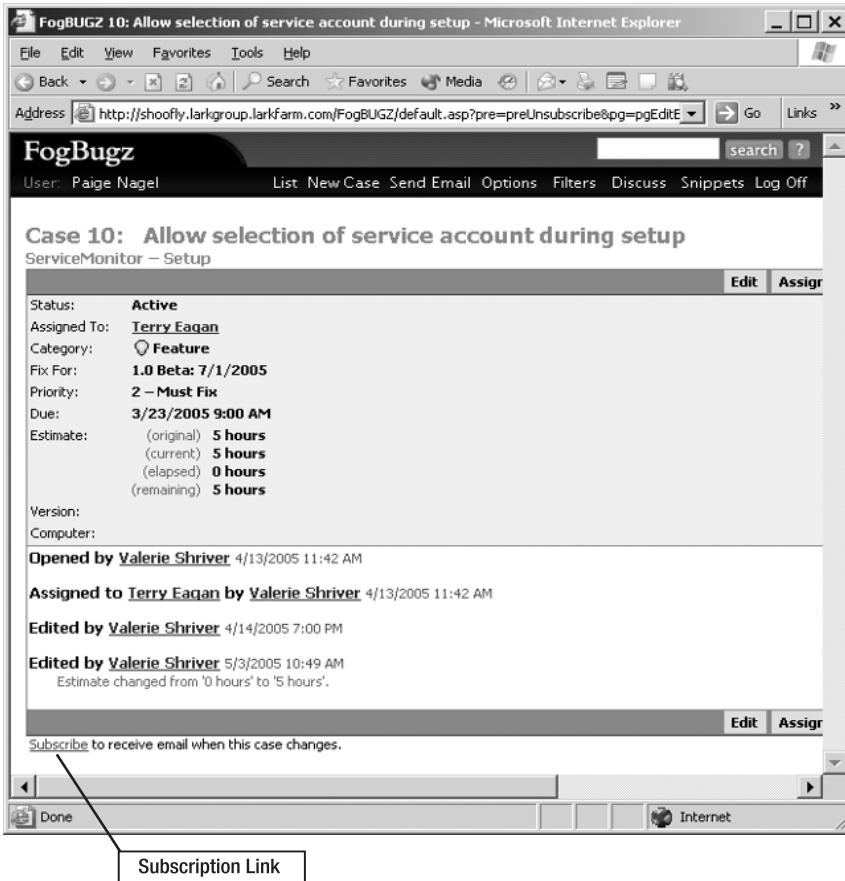 FogBUGZ 10: Allow selection of service account during setup - Microsoft Internet Explorer
File Edit View Favorites Tools Help
Back Search Favorites Media
Address http://shoofly.larkgroup.larkfarm.com/FogBUGZ/default.asp?pre=preUnsubscribe&pg=pgEditE Go Links »
FogBugz search ?
User: Paige Nagel List New Case Send Email Options Filters Discuss Snippets Log Off
Case 10: Allow selection of service account during setup
ServiceMonitor – Setup
Edit Assign
Status: Active
Assigned To: Terry Eagan
Category: Feature
Fix For: 1.0 Beta: 7/1/2005
Priority: 2 – Must Fix
Due: 3/23/2005 9:00 AM
Estimate: (original) 5 hours
(current) 5 hours
(elapsed) 0 hours
(remaining) 5 hours
Version:
Computer:
Opened by Valerie Shriver 4/13/2005 11:42 AM
Assigned to Terry Eagan by Valerie Shriver 4/13/2005 11:42 AM
Edited by Valerie Shriver 4/14/2005 7:00 PM
Edited by Valerie Shriver 5/3/2005 10:49 AM
Estimate changed from '0 hours' to '5 hours'.
Edit Assign
Subscribe to receive email when this case changes.
Done Internet
Subscription Link